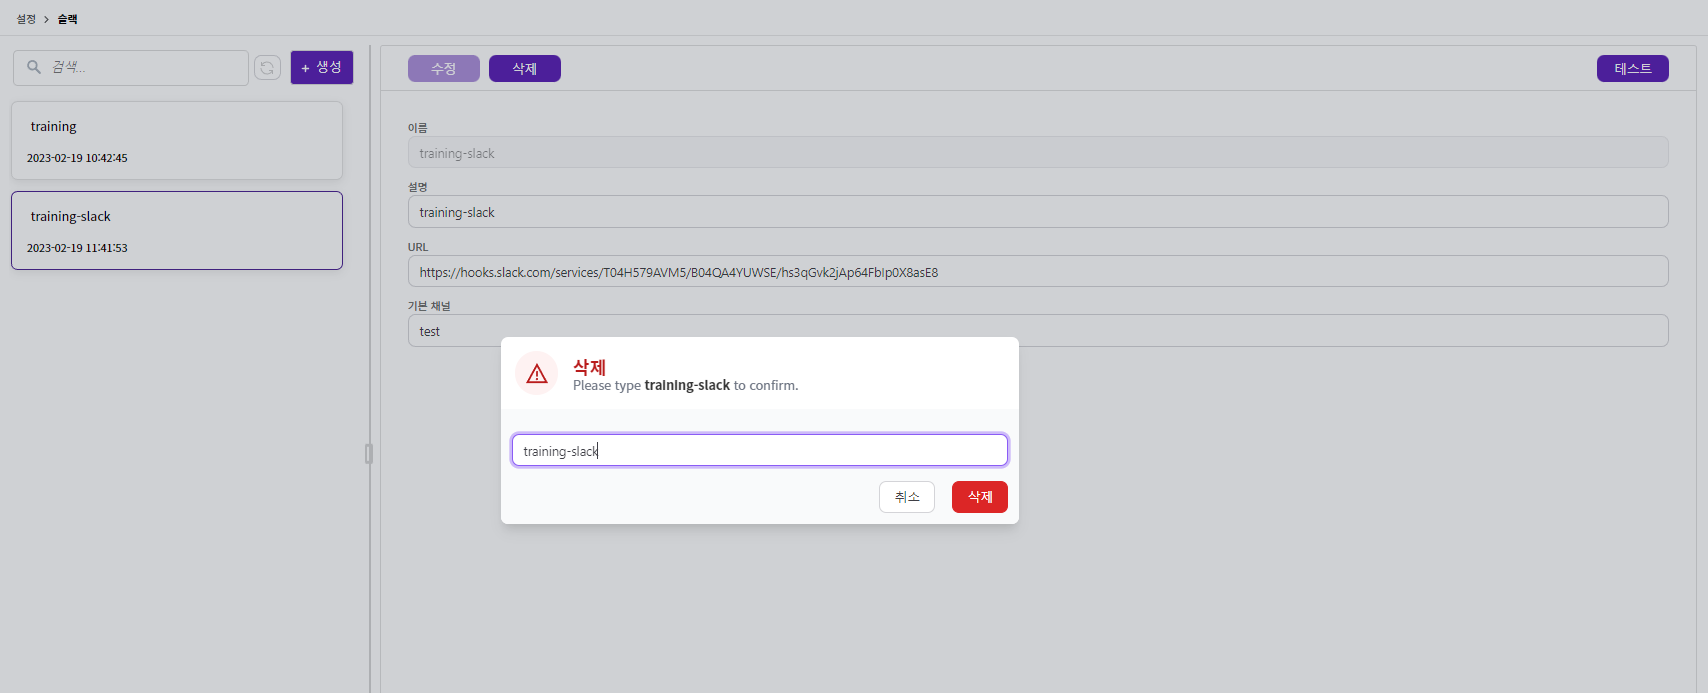 설정 > 슬랙
검색...
+ 생성
training
2023-02-19 10:42:45
training-slack
2023-02-19 11:41:53
수정
삭제
테스트
이름
training-slack
설명
training-slack
URL
https://hooks.slack.com/services/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
기본 채널
test
삭제
Please type training-slack to confirm.
training-slack
취소
삭제